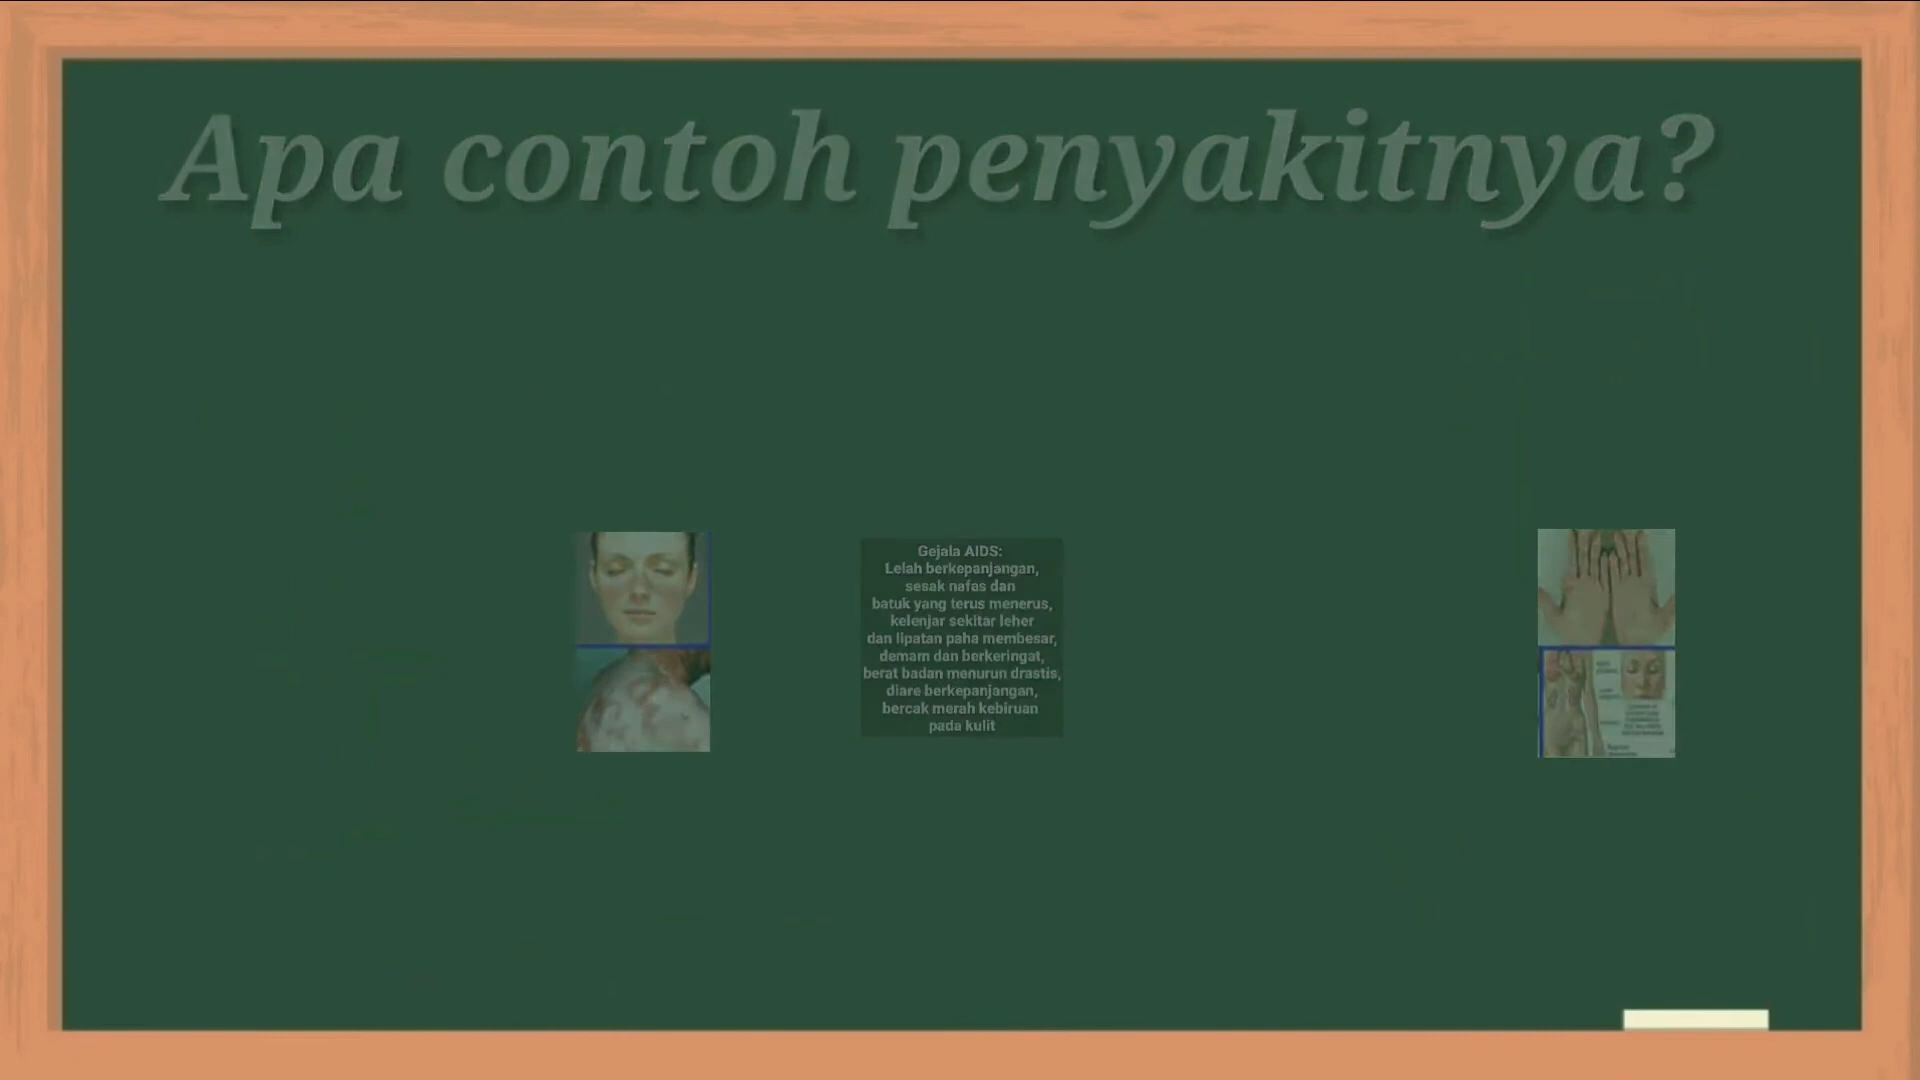 Apa contoh penyakitnya?
Gejala AIDS:
Lelah berkepanjangan,
sesak nafas dan
batuk yang terus menerus,
kelenjar sekitar leher
dan lipatan paha membesar,
demam dan berkeringat,
berat badan menurun drastis,
diare berkepanjangan,
bercak merah kebiruan
pada kulit